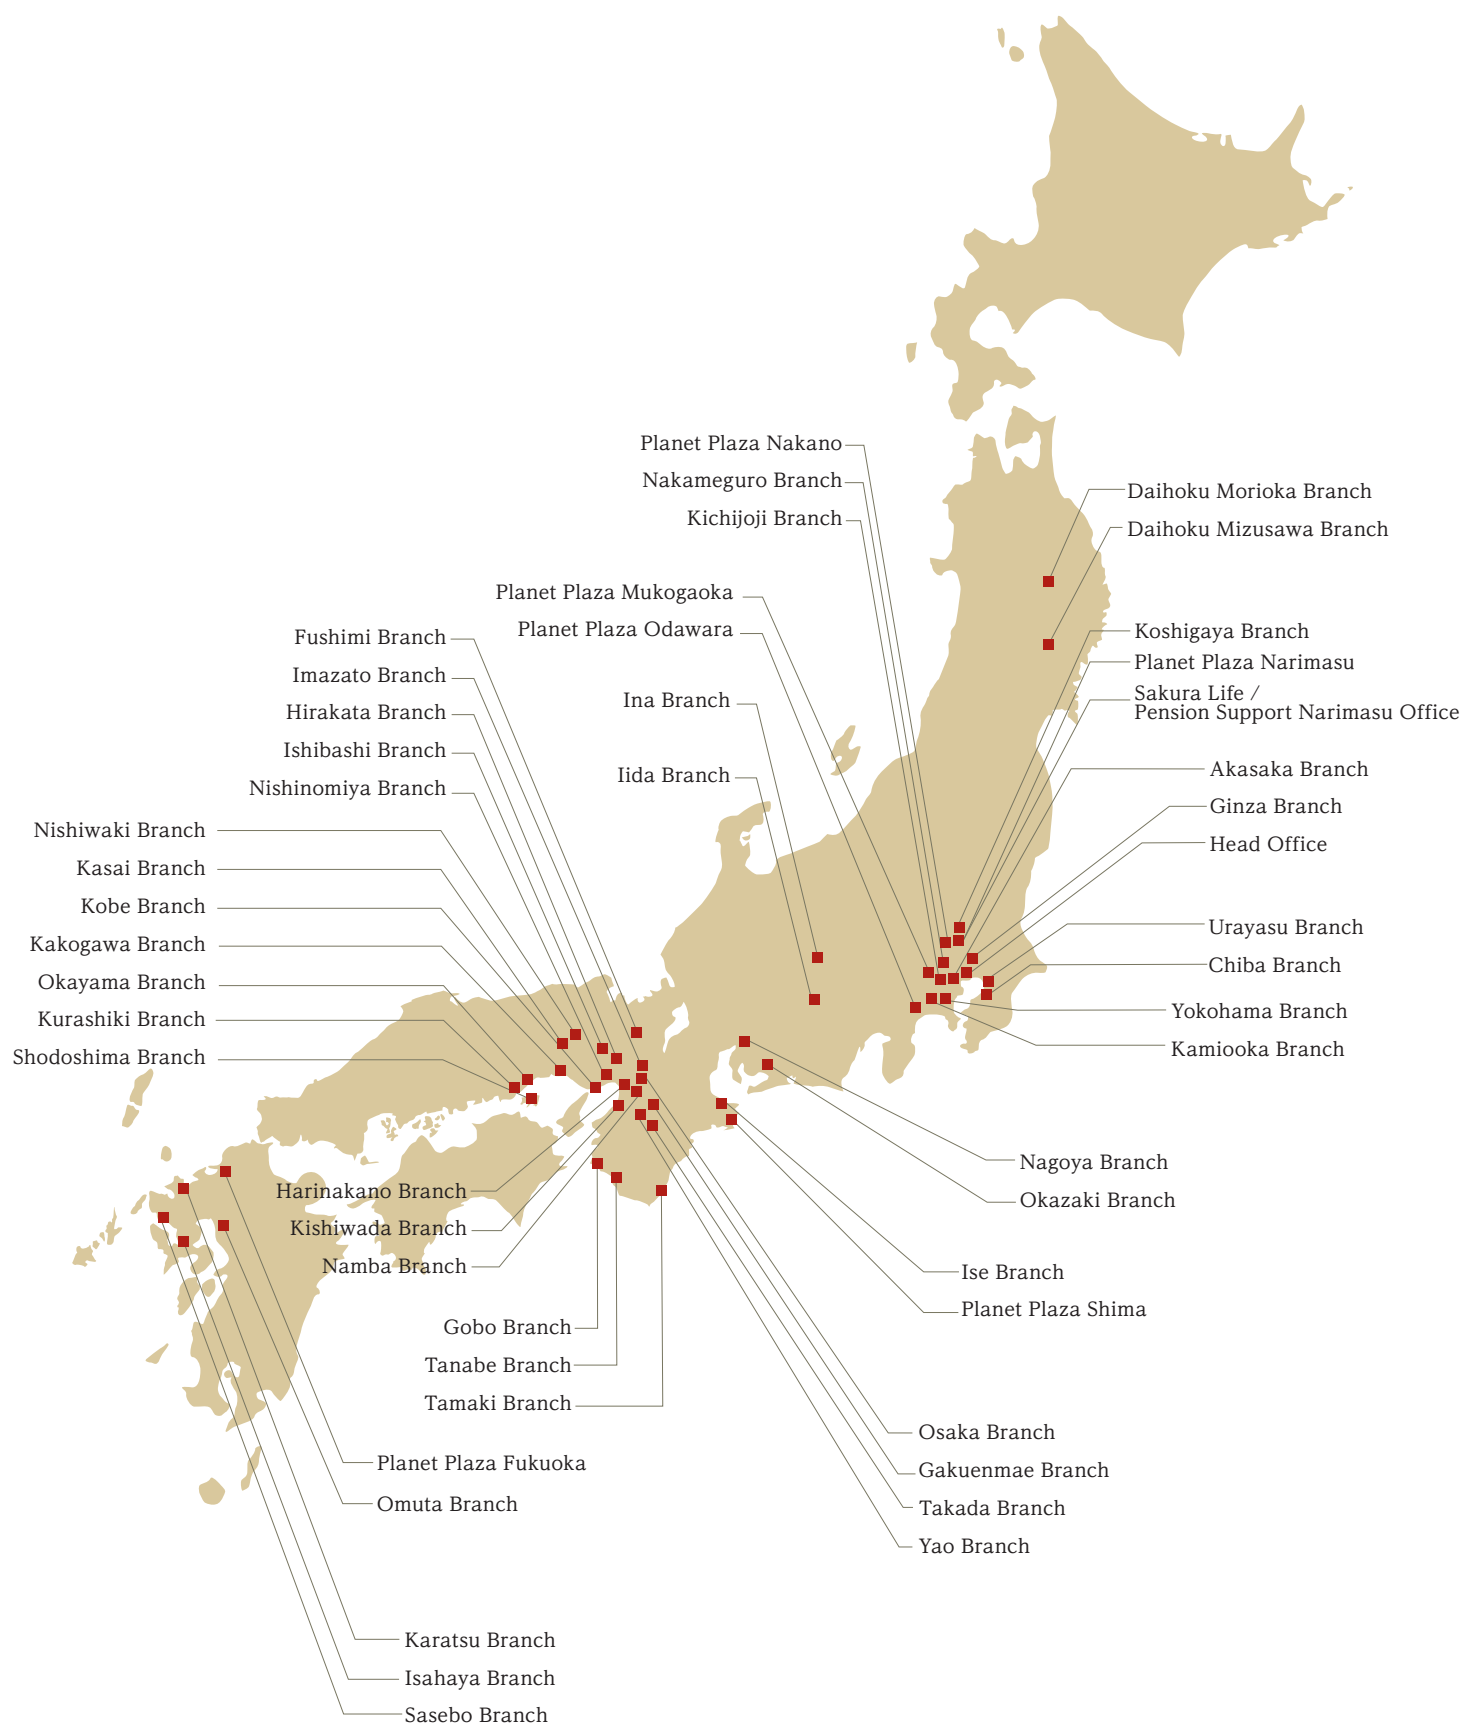 Planet Plaza Nakano
Nakameguro Branch
Kichijoji Branch
Daihoku Morioka Branch
Daihoku Mizusawa Branch
Planet Plaza Mukogaoka
Planet Plaza Odawara
Fushimi Branch
Imazato Branch
Hirakata Branch
Ishibashi Branch
Nishinomiya Branch
Ina Branch
Iida Branch
Koshigaya Branch
Planet Plaza Narimasu
Sakura Life /
Pension Support Narimasu Office
Akasaka Branch
Ginza Branch
Head Office
Urayasu Branch
Chiba Branch
Yokohama Branch
Kamiooka Branch
Nishiwaki Branch
Kasai Branch
Kobe Branch
Kakogawa Branch
Okayama Branch
Kurashiki Branch
Shodoshima Branch
Harinakano Branch
Kishiwada Branch
Namba Branch
Nagoya Branch
Okazaki Branch
Ise Branch
Planet Plaza Shima
Gobo Branch
Tanabe Branch
Tamaki Branch
Osaka Branch
Gakuenmae Branch
Takada Branch
Yao Branch
Planet Plaza Fukuoka
Omuta Branch
Karatsu Branch
Isahaya Branch
Sasebo Branch